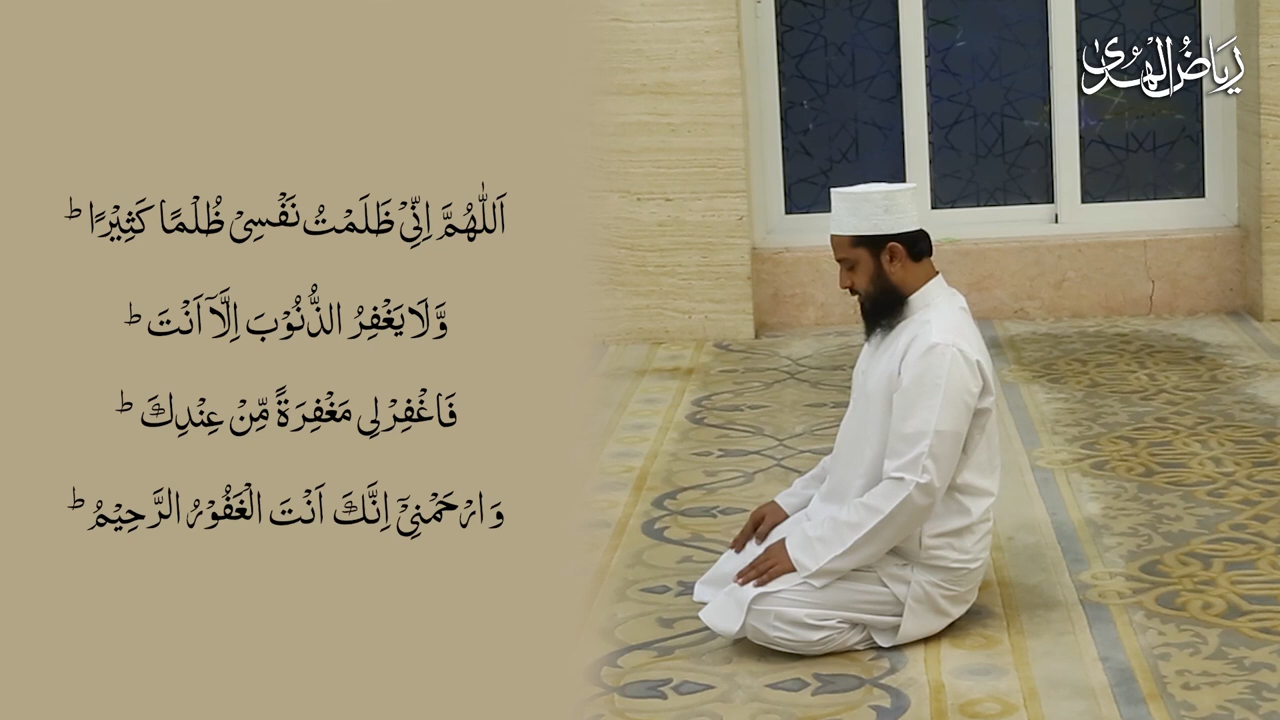 اَللّٰهُمَّ اِنِّیْ ظَلَمْتُ نَفْسِیْ ظُلْمًا كَثِیْرًا ؕ
وَّلَا یَغْفِرُ الذُّنُوْبَ اِلَّاۤ اَنْتَ ؕ
فَاغْفِرْ لِی مَغْفِرَةً مِّنْ عِنْدِكَ ؕ
وَ ارْحَمْنِیْۤ اِنَّكَ اَنْتَ الْغَفُوْرُ الرَّحِیْمُ ؕ
رِیَاضُ الْهُدٰی